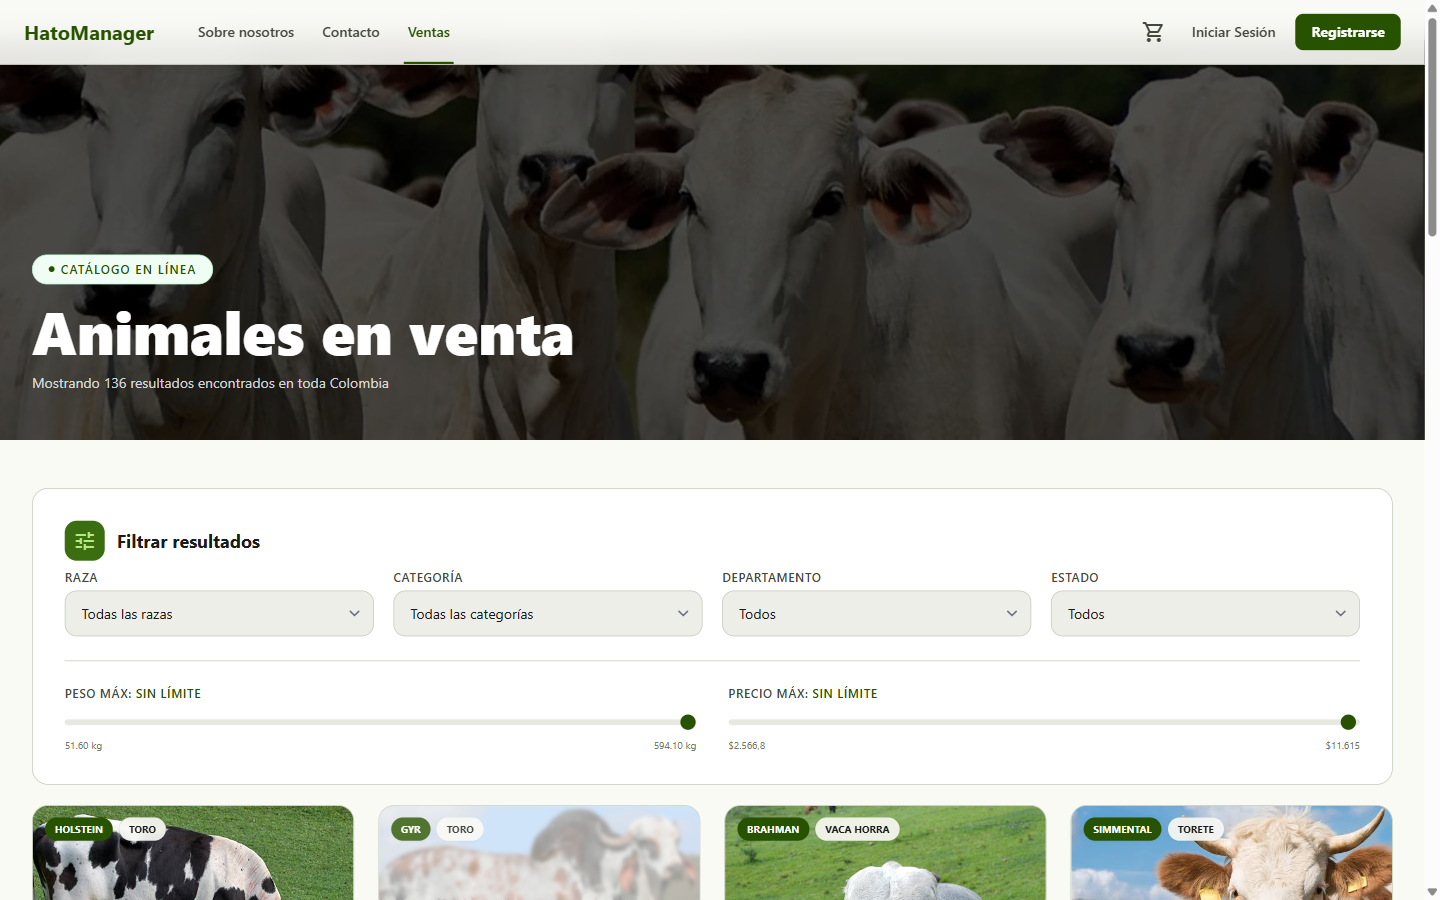 HatoManager
Sobre nosotros
Contacto
Ventas
Iniciar Sesión
Registrarse
• CATÁLOGO EN LÍNEA
Animales en venta
Mostrando 136 resultados encontrados en toda Colombia
Filtrar resultados
RAZA
CATEGORÍA
DEPARTAMENTO
ESTADO
Todas las razas
Todas las categorías
Todos
Todos
PESO MÁX: SIN LÍMITE
PRECIO MÁX: SIN LÍMITE
51.60 kg
594.10 kg
$2.566,8
$11.615
HOLSTEIN
TORO
GYR
TORO
BRAHMAN
VACA HORRA
SIMMENTAL
TORETE